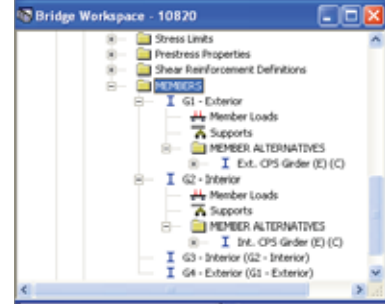 Bridge Workspace - 10820
Stress Limits
Prestress Properties
Shear Reinforcement Definitions
MEMBERS
G1 - Exterior
Member Loads
Supports
MEMBER ALTERNATIVES
Ext. CPS Girder (E) (C)
G2 - Interior
Member Loads
Supports
MEMBER ALTERNATIVES
Int. CPS Girder (E) (C)
G3 - Interior (G2 - Interior)
G4 - Exterior (G1 - Exterior)